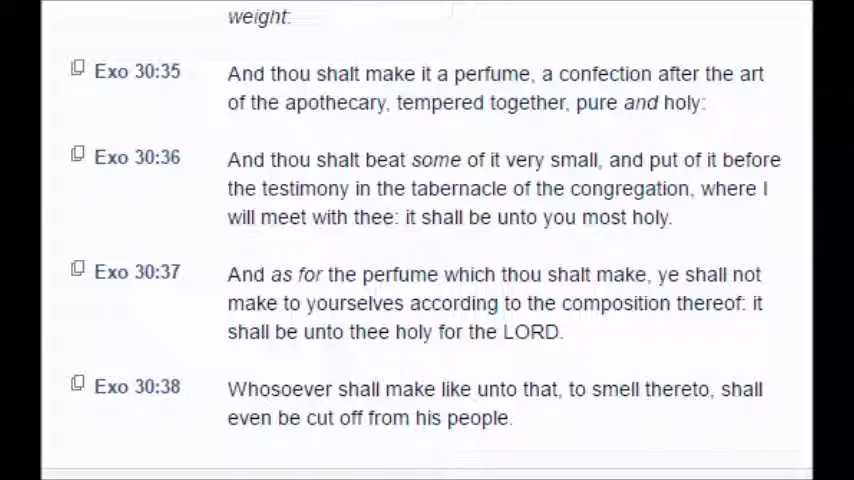 weight:
Exo 30:35 And thou shalt make it a perfume, a confection after the art
of the apothecary, tempered together, pure and holy:
Exo 30:36 And thou shalt beat some of it very small, and put of it before
the testimony in the tabernacle of the congregation, where I
will meet with thee: it shall be unto you most holy.
Exo 30:37 And as for the perfume which thou shalt make, ye shall not
make to yourselves according to the composition thereof: it
shall be unto thee holy for the LORD.
Exo 30:38 Whosoever shall make like unto that, to smell thereto, shall
even be cut off from his people.